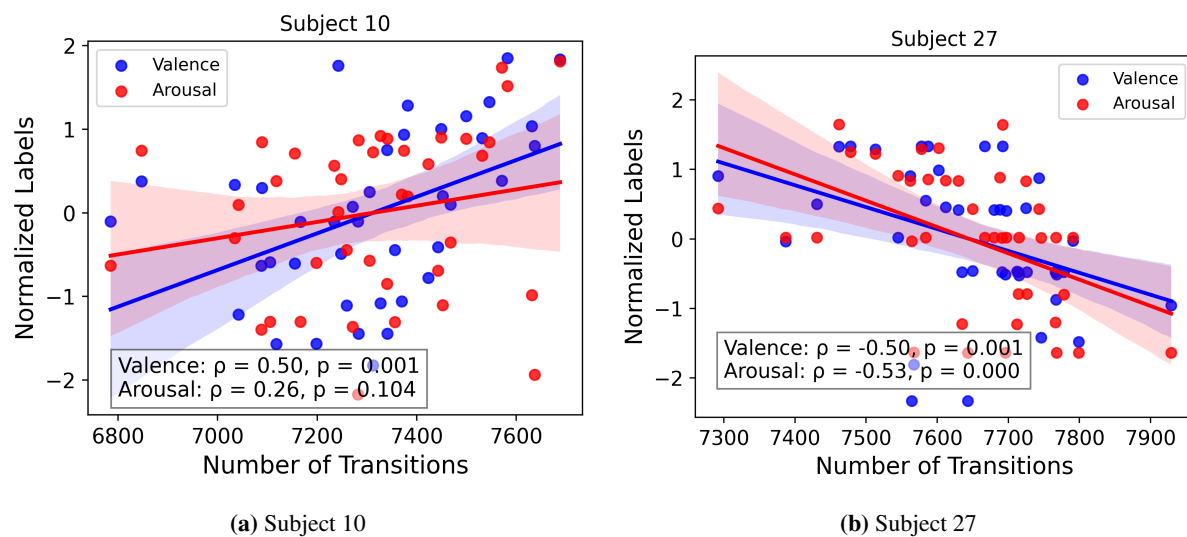 Subject 10
Valence
Arousal
2
1
0
−1
−2
Normalized Labels
Valence: ρ = 0.50, p = 0.001
Arousal: ρ = 0.26, p = 0.104
6800 7000 7200 7400 7600
Number of Transitions
(a) Subject 10
Subject 27
Valence
Arousal
2
1
0
−1
−2
Normalized Labels
Valence: ρ = -0.50, p = 0.001
Arousal: ρ = -0.53, p = 0.000
7300 7400 7500 7600 7700 7800 7900
Number of Transitions
(b) Subject 27